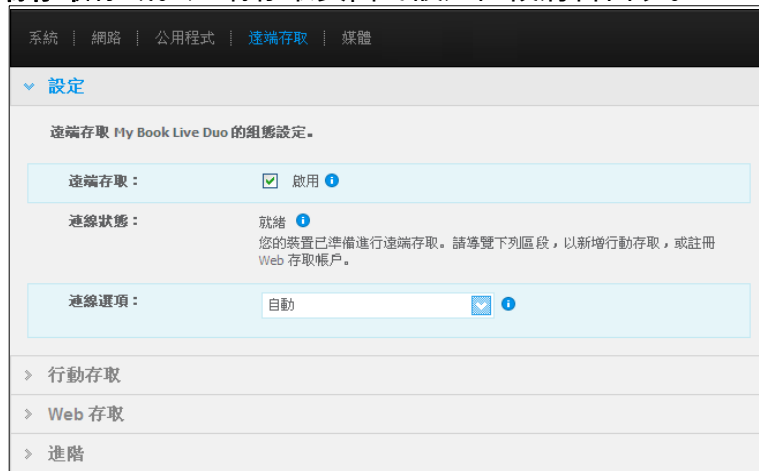 系統 | 網路 | 公用程式 | 遠端存取 | 媒體
設定
遠端存取 My Book Live Duo 的組態設定。
遠端存取： 啟用
連線狀態： 就緒
您的裝置已準備進行遠端存取。請導覽下列區段，以新增行動存取，或註冊
Web 存取帳戶。
連線選項： 自動
行動存取
Web 存取
進階